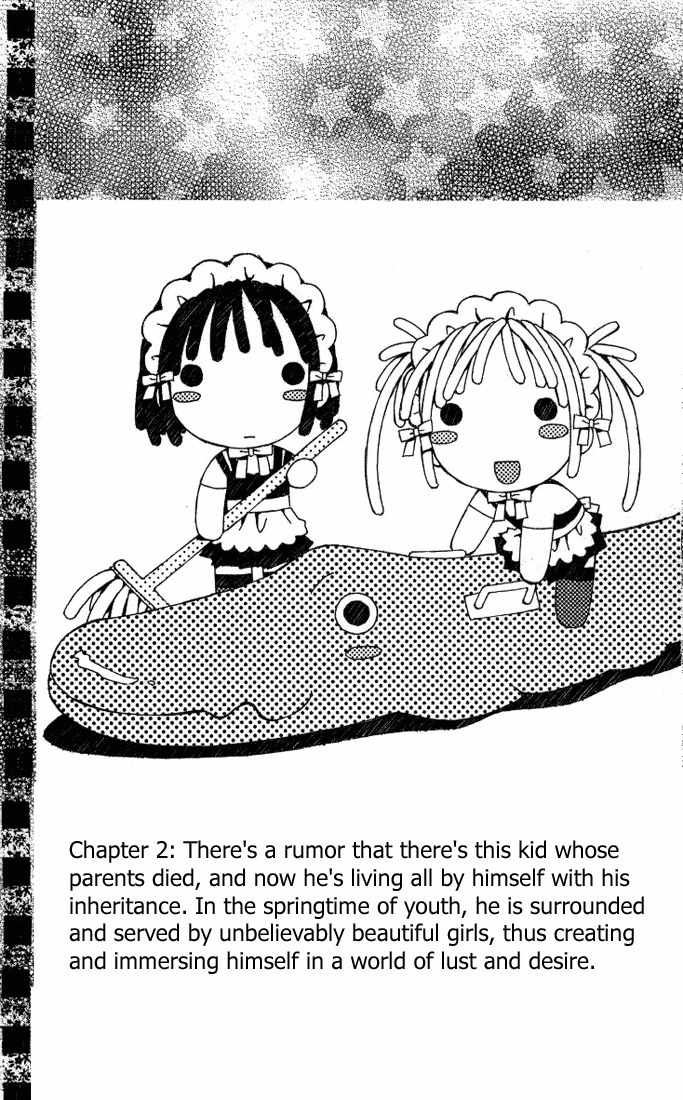 Chapter 2: There's a rumor that there's this kid whose
parents died, and now he's living all by himself with his
inheritance. In the springtime of youth, he is surrounded
and served by unbelievably beautiful girls, thus creating
and immersing himself in a world of lust and desire.